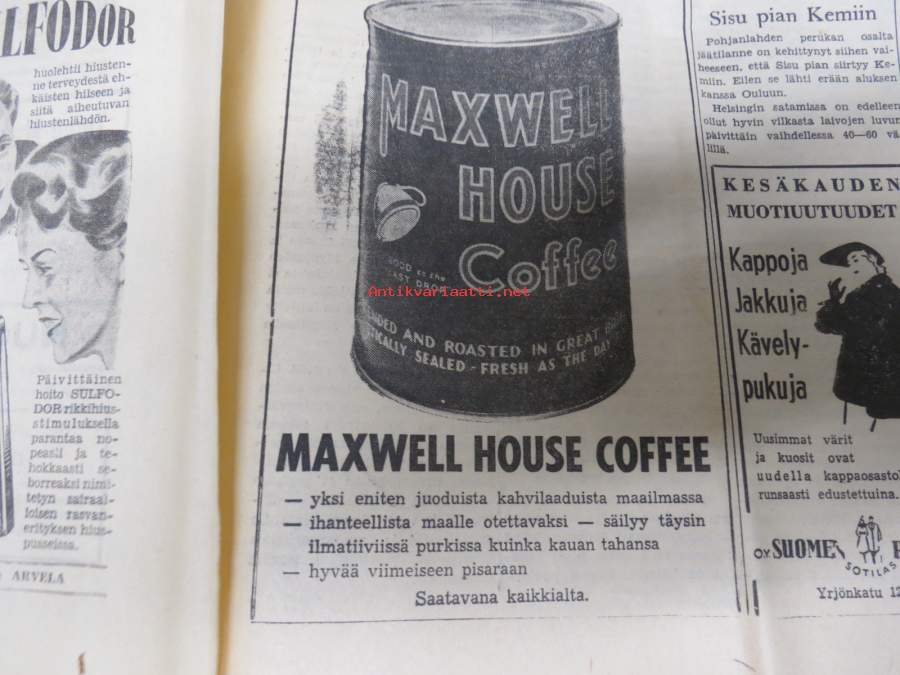 LFODOR
huolehtii hiusten-
ne terveydestä eh-
käisten hilseen ja
siitä aiheutuvan
hiustenlähdön.
Päivittäinen
hoito SULFO-
DOR rikkihius-
stimuluksella
parantaa no-
peasti ja te-
hokkaasti se-
borreaksi nimi-
tetyn sairaal-
loisen rasvan-
erityksen hius-
pusseissa.
ARVELA
MAXWELL
HOUSE
Coffee
GOOD to the
LAST DROP
Antikvariaatti.net
AND ROASTED IN GREAT
SEALED - FRESH AS THE DAY
MAXWELL HOUSE COFFEE
— yksi eniten juoduista kahvilaaduista maailmassa
— ihanteellista maalle otettavaksi — säilyy täysin
ilmatiiviissä purkissa kuinka kauan tahansa
— hyvää viimeiseen pisaraan
Saatavana kaikkialta.
Sisu pian Kemiin
Pohjanlahden perukan osalta
jäätilanne on kehittynyt siihen vai-
heeseen, että Sisu pian siirtyy Ke-
miin. Eilen se lähti erään aluksen
kanssa Ouluun.
Helsingin satamissa on edelleen
ollut hyvin vilkasta laivojen luvun
päivittäin vaihdellessa 40—60 vä
lillä.
KESÄKAUDEN
MUOTIUUTUUDET
Kappoja
Jakkuja
Kävely-
pukuja
Uusimmat värit
ja kuosit ovat
uudella kappaosasto
runsaasti edustettuina.
O.Y. SUOMEN
SOTILAS
Yrjönkatu 12